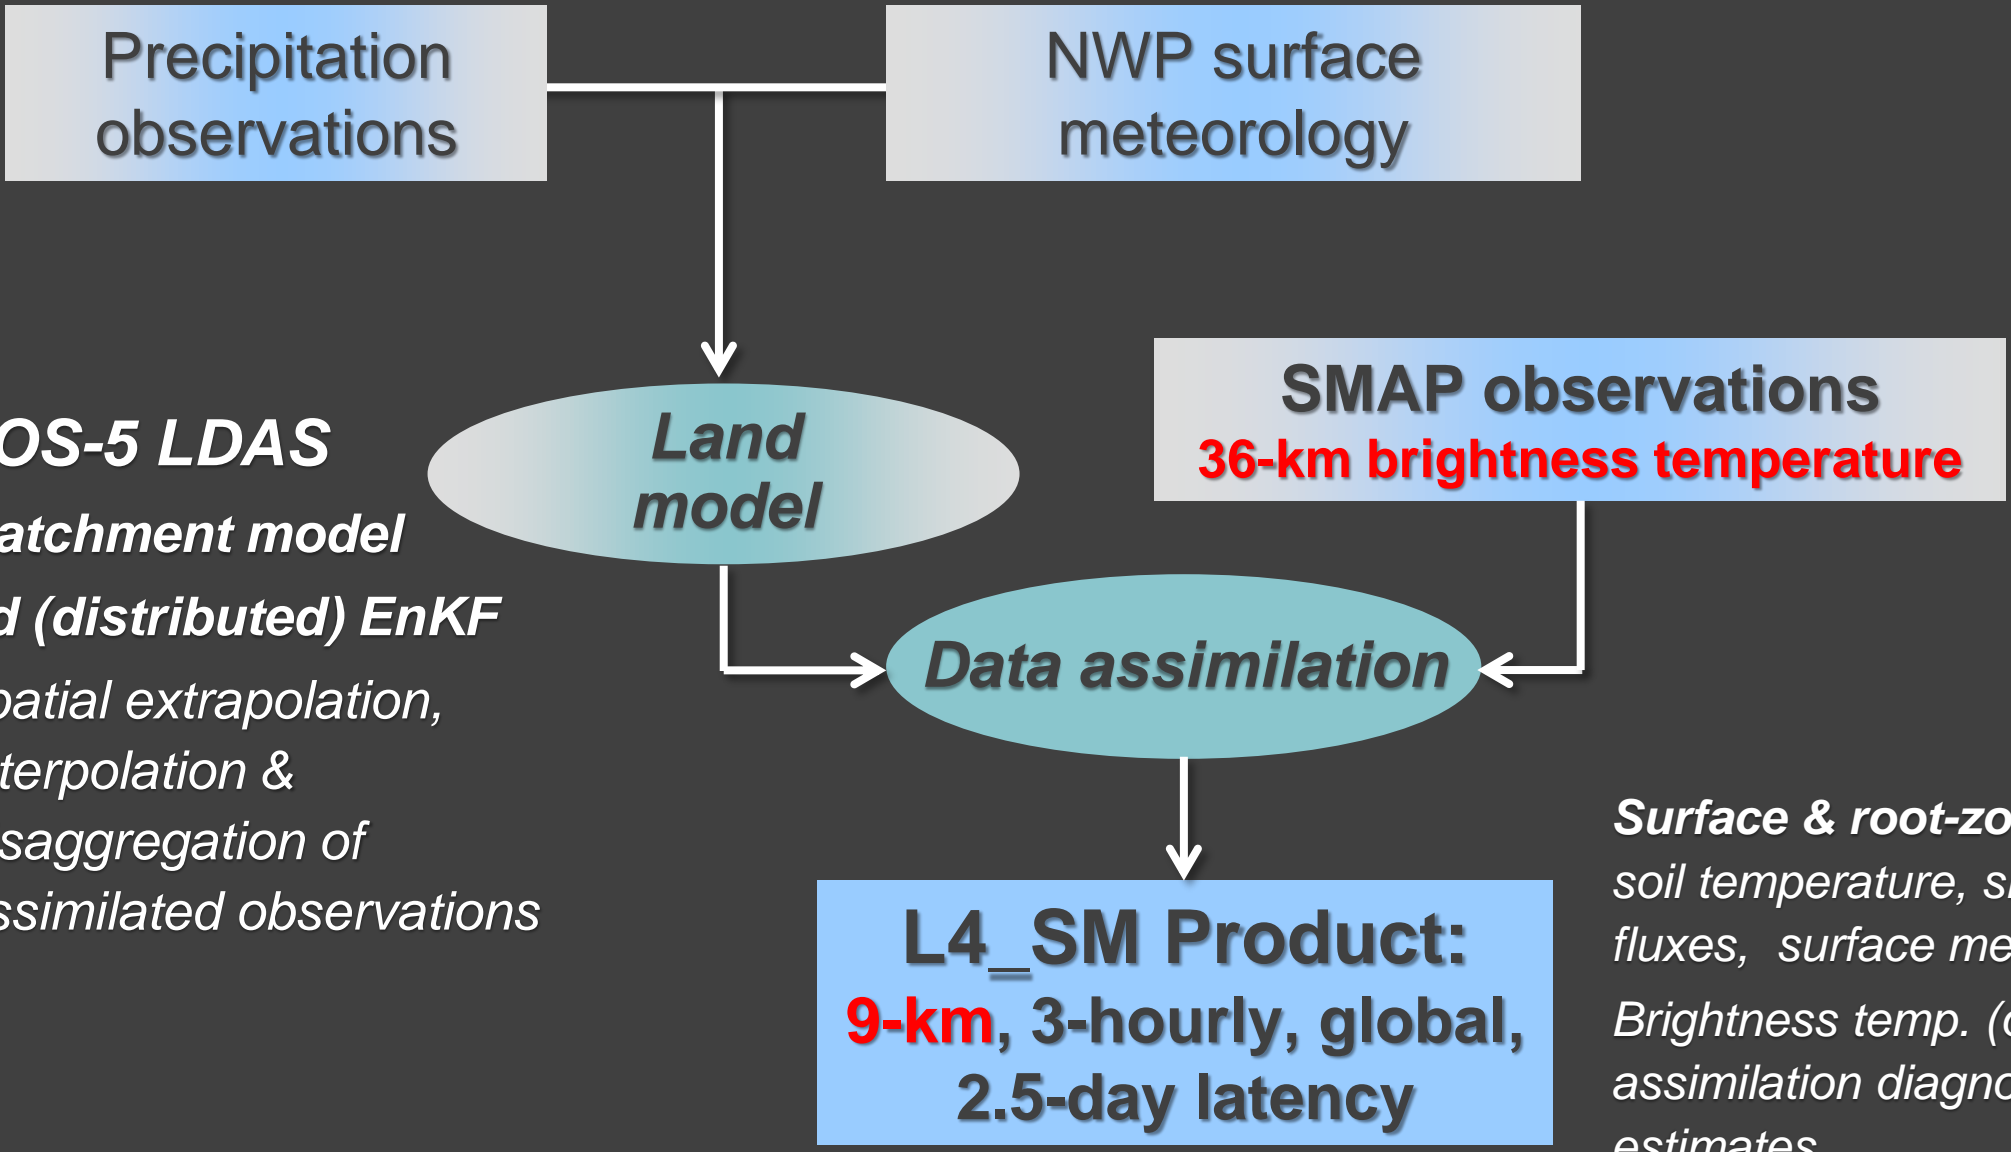 Precipitation
observations
NWP surface
meteorology
SMAP observations
36-km brightness temperature
Land
model
OS-5 LDAS
atchment model
d (distributed) EnKF
patial extrapolation,
terpolation &
saggregation of
ssimilated observations
Data assimilation
L4_SM Product:
9-km, 3-hourly, global,
2.5-day latency
Surface & root-zo
soil temperature, s
fluxes, surface me
Brightness temp. (
assimilation diagno
estimates